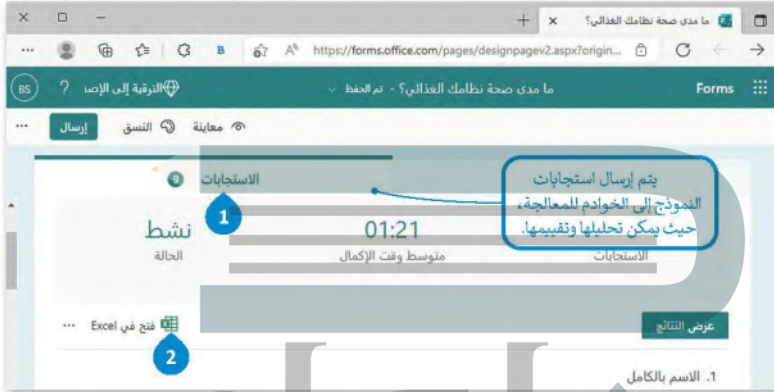 ما مدى صحة نظامك الغذائي؟
https://forms.office.com/pages/designpagev2.aspx?origin...
Forms
ما مدى صحة نظامك الغذائي؟ - تم الحفظ
الترقية إلى الإصد
?
BS
معاينة
النسق
إرسال
الاستجابات 9
يتم إرسال استجابات
النموذج إلى الخوادم للمعالجة،
حيث يمكن تحليلها وتقييمها.
1
01:21
نشط
الاستجابات
متوسط وقت الإكمال
الحالة
عرض النتائج
فتح في Excel
2
1. الاسم بالكامل